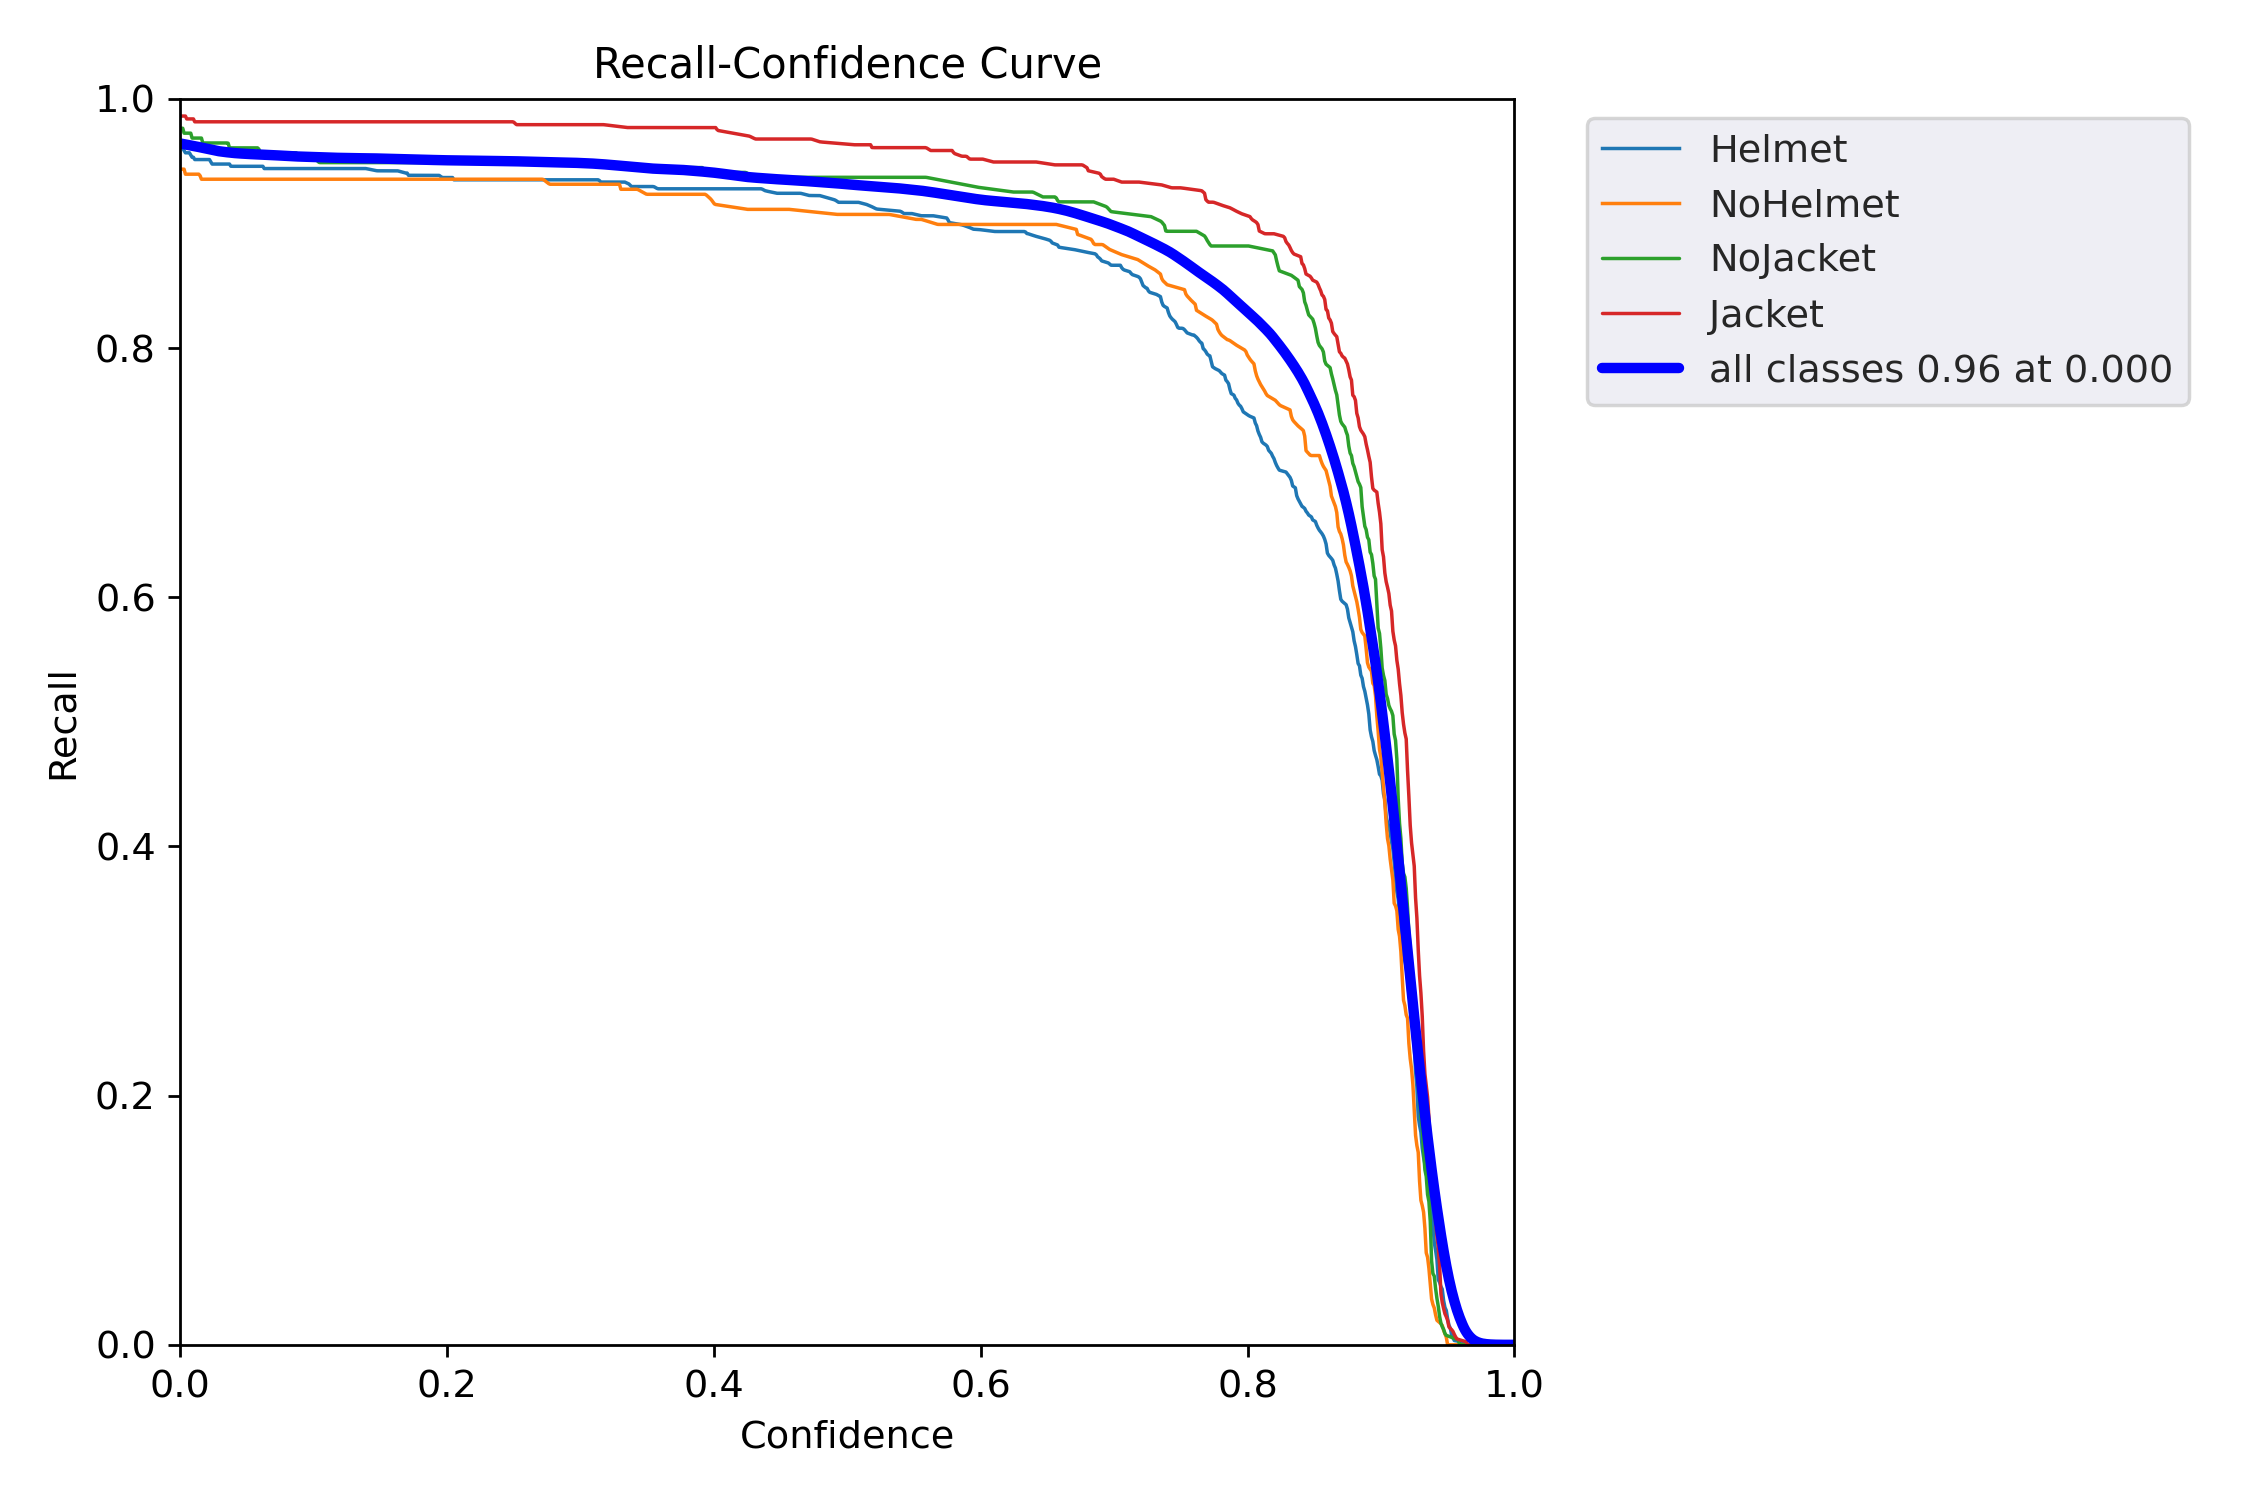 Recall-Confidence Curve
1.0
0.8
0.6
0.4
0.2
0.0
Recall
0.0 0.2 0.4 0.6 0.8 1.0
Confidence
Helmet
NoHelmet
NoJacket
Jacket
all classes 0.96 at 0.000